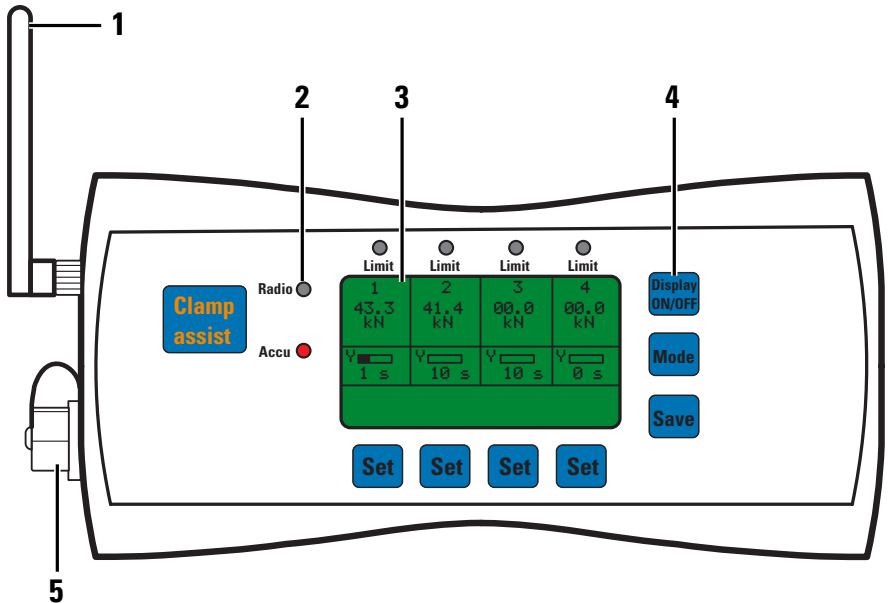 1
2
3
4
Limit Limit Limit Limit
Radio
1 2 3 4
Display
ON/OFF
Clamp
assist
43.3 41.4 00.0 00.0
kN kN kN kN
Accu
Mode
Y Y Y Y
1 s 10 s 10 s 0 s
Save
Set Set Set Set
5